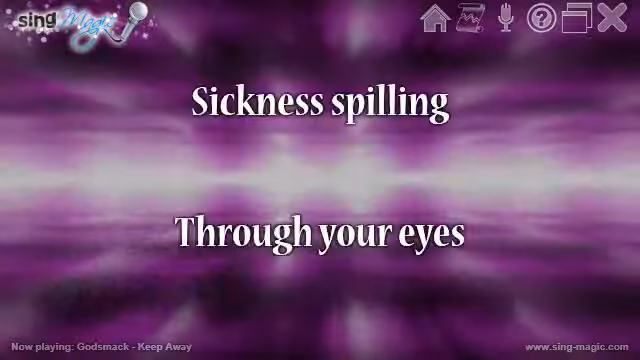 sing Magic
Sickness spilling
Through your eyes
Now playing: Godsmack - Keep Away
www.sing-magic.com